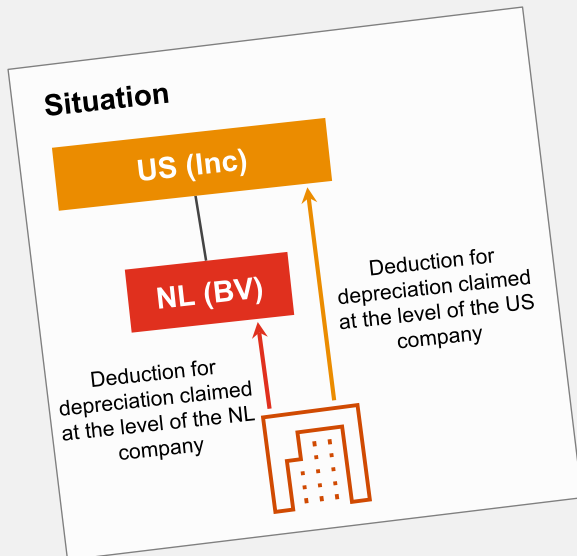 Situation
US (Inc)
NL (BV)
Deduction for
depreciation claimed
at the level of the US
company
Deduction for
depreciation claimed
at the level of the NL
company